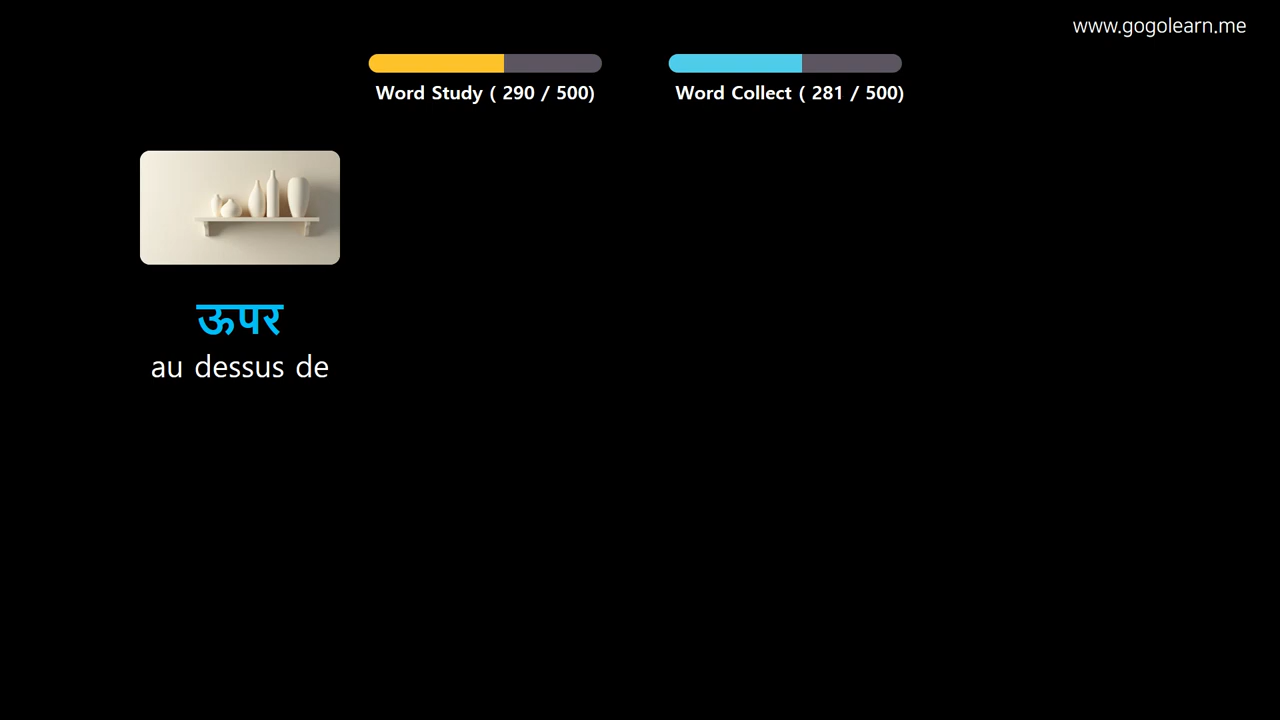 www.gogolearn.me
Word Study ( 290 / 500)
Word Collect ( 281 / 500)
ऊपर
au dessus de